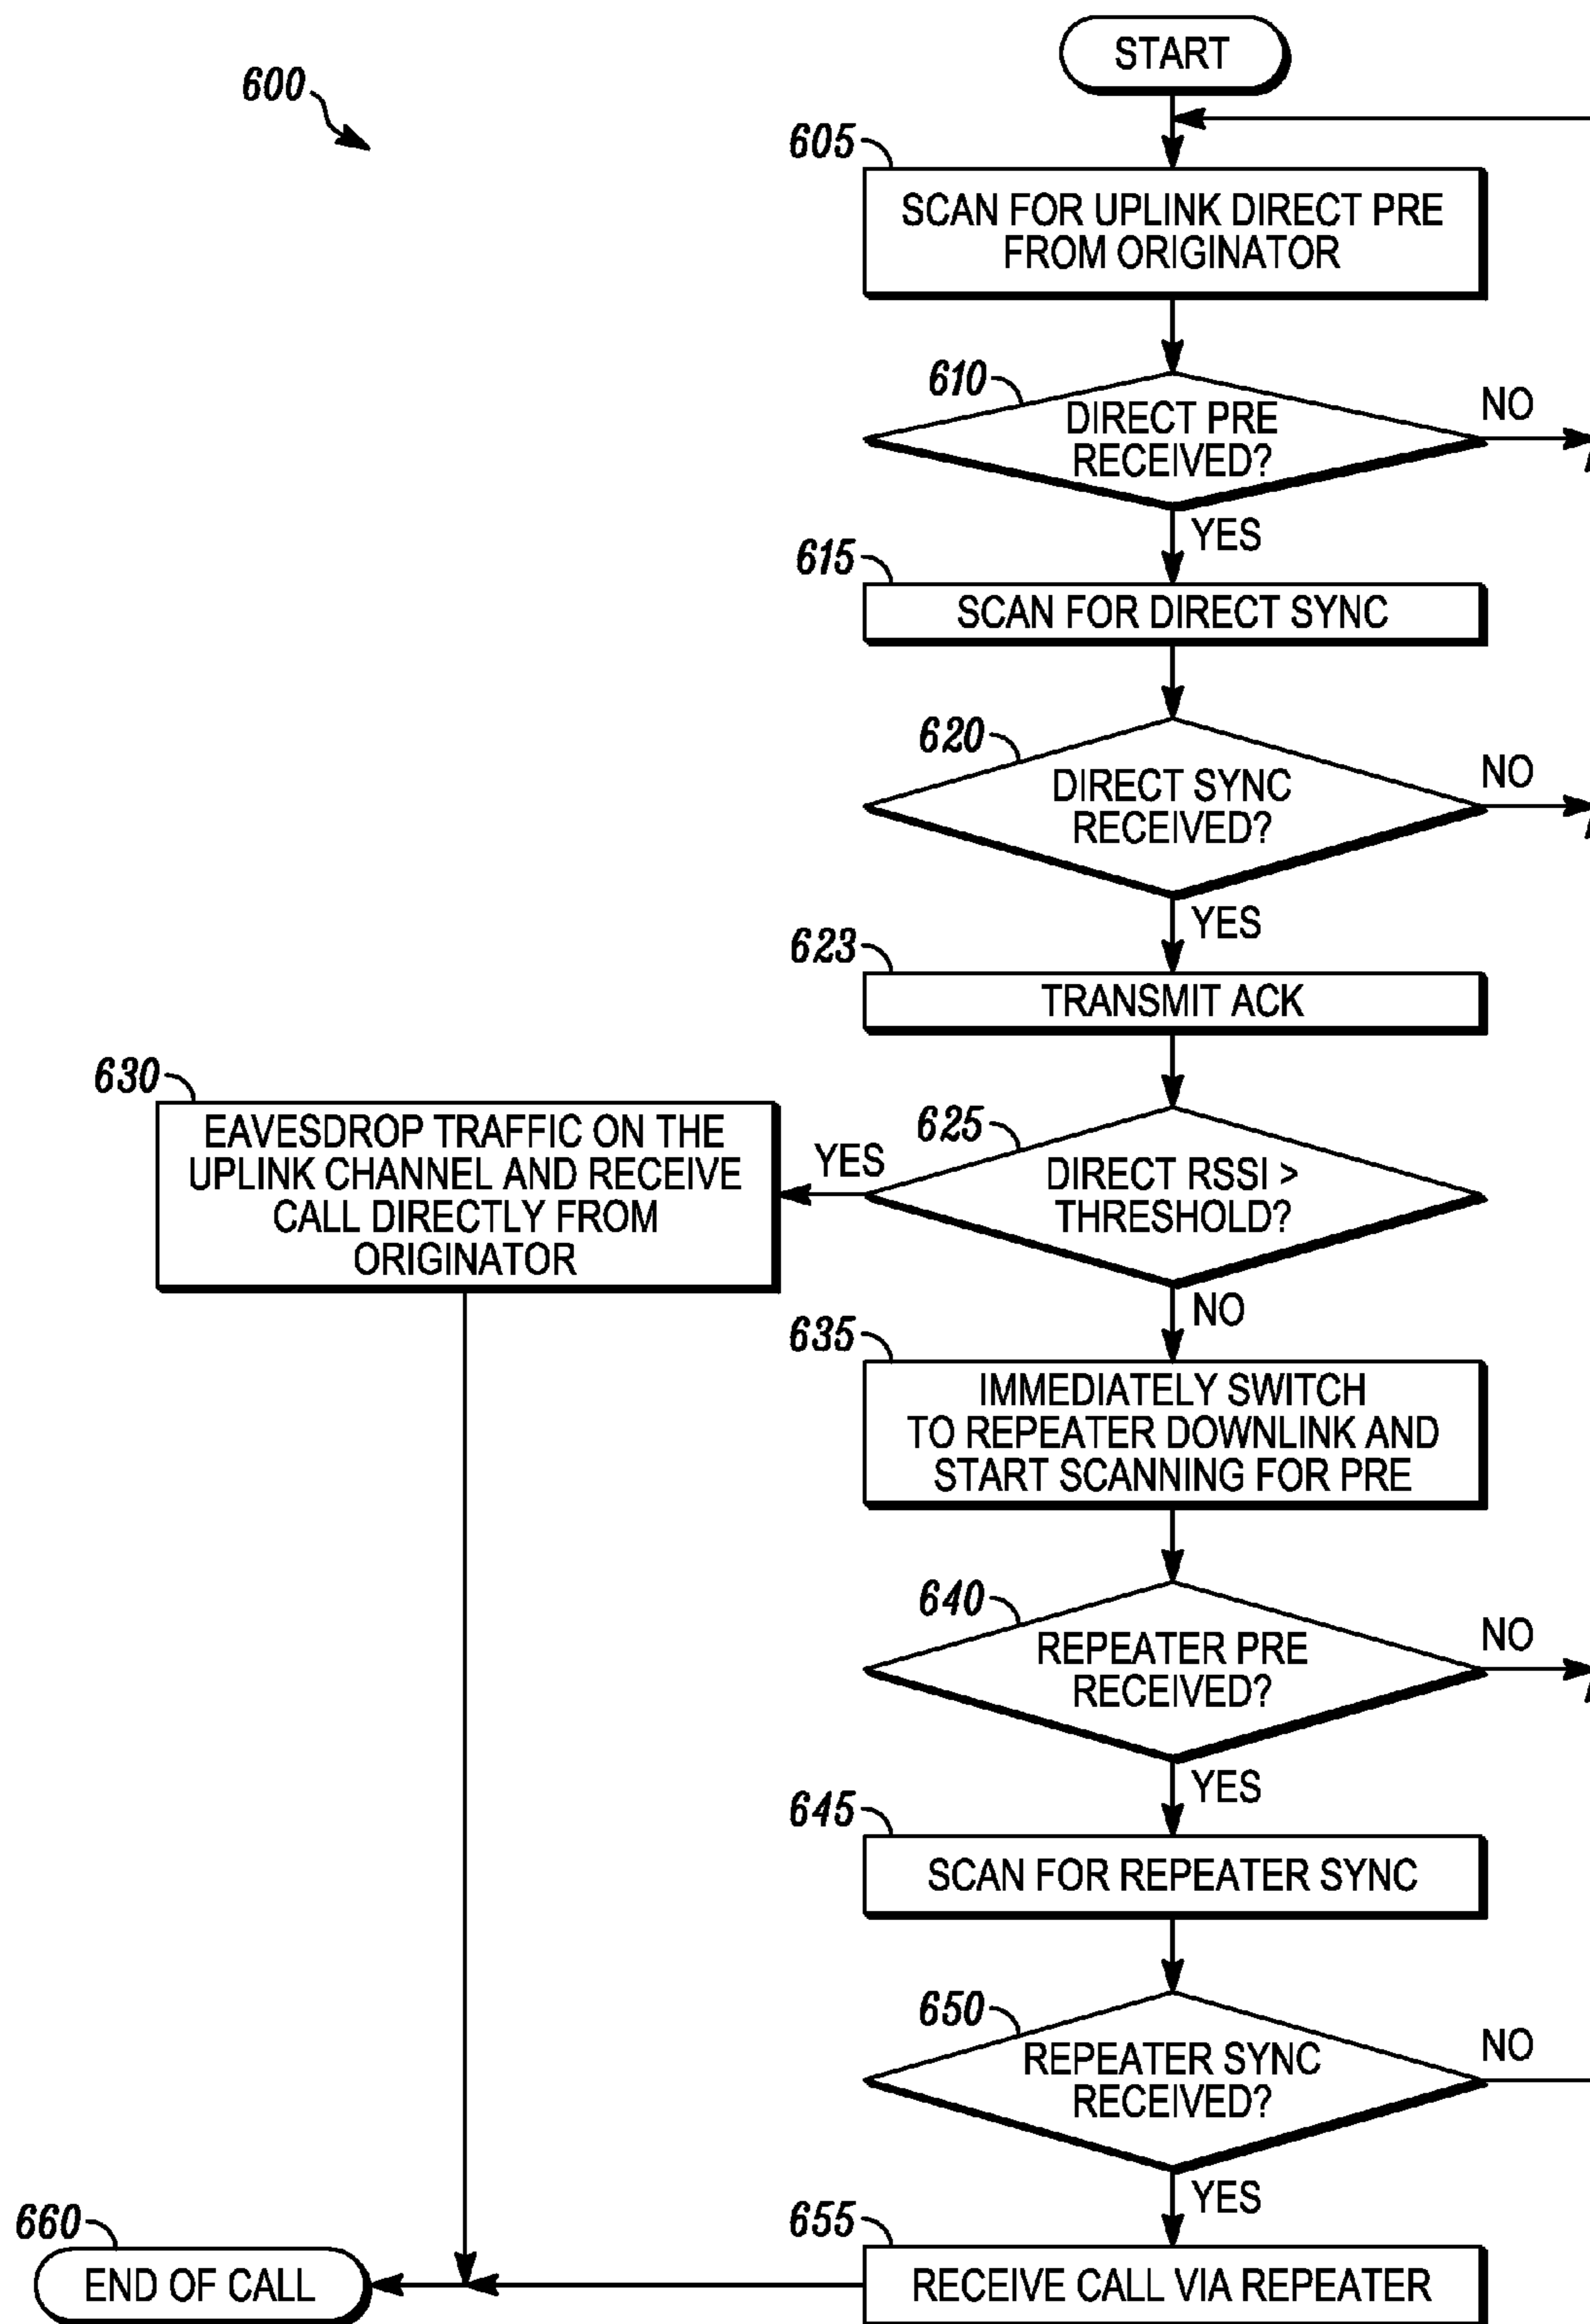 600
START
605
SCAN FOR UPLINK DIRECT PRE
FROM ORIGINATOR
610
DIRECT PRE
RECEIVED?
NO
YES
615
SCAN FOR DIRECT SYNC
620
DIRECT SYNC
RECEIVED?
NO
YES
623
TRANSMIT ACK
625
DIRECT RSSI >
THRESHOLD?
YES
630
EAVESDROP TRAFFIC ON THE
UPLINK CHANNEL AND RECEIVE
CALL DIRECTLY FROM
ORIGINATOR
NO
635
IMMEDIATELY SWITCH
TO REPEATER DOWNLINK AND
START SCANNING FOR PRE
640
REPEATER PRE
RECEIVED?
NO
YES
645
SCAN FOR REPEATER SYNC
650
REPEATER SYNC
RECEIVED?
NO
YES
655
RECEIVE CALL VIA REPEATER
660
END OF CALL